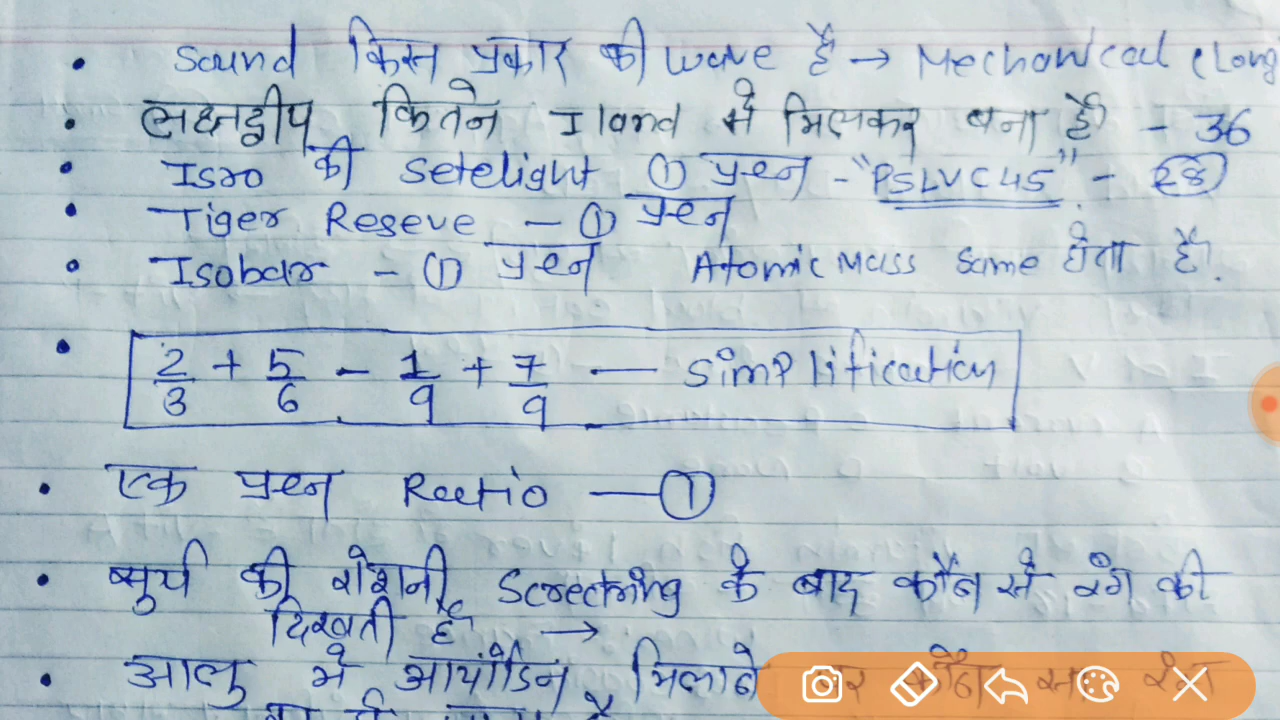 • Sound किस प्रकार की wave है → Mechanical (Long
• लक्षद्वीप कितने Iland से मिलकर बना है - 36
• Isro की Setelight ① प्रश्न - "PSLVC45" - 28
• Tiger Reseve - ① प्रश्न
• Isobar - ① प्रश्न Atomic Mass Same होता है.
• 2/3 + 5/6 - 1/9 + 7/9 — Simplification
• एक प्रश्न Ratio — ①
• सूर्य की रोशनी, के बाद कौन से रंग की
दिखती है →
• आलु में आयोडिन मिलाने पर कौन सा रंग